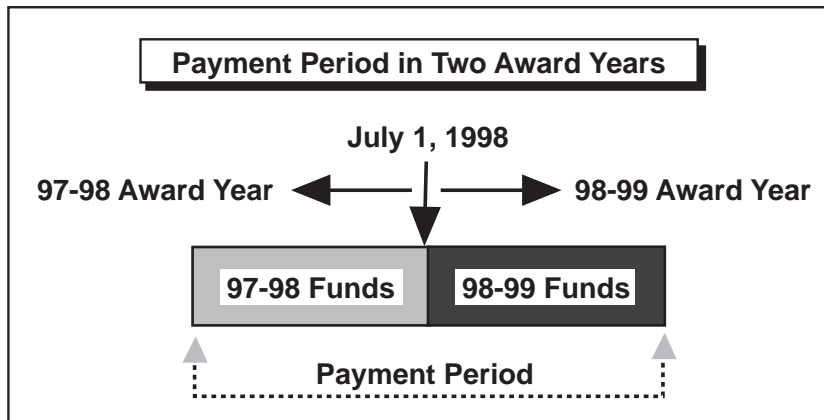 Payment Period in Two Award Years
July 1, 1998
97-98 Award Year
98-99 Award Year
97-98 Funds
98-99 Funds
Payment Period